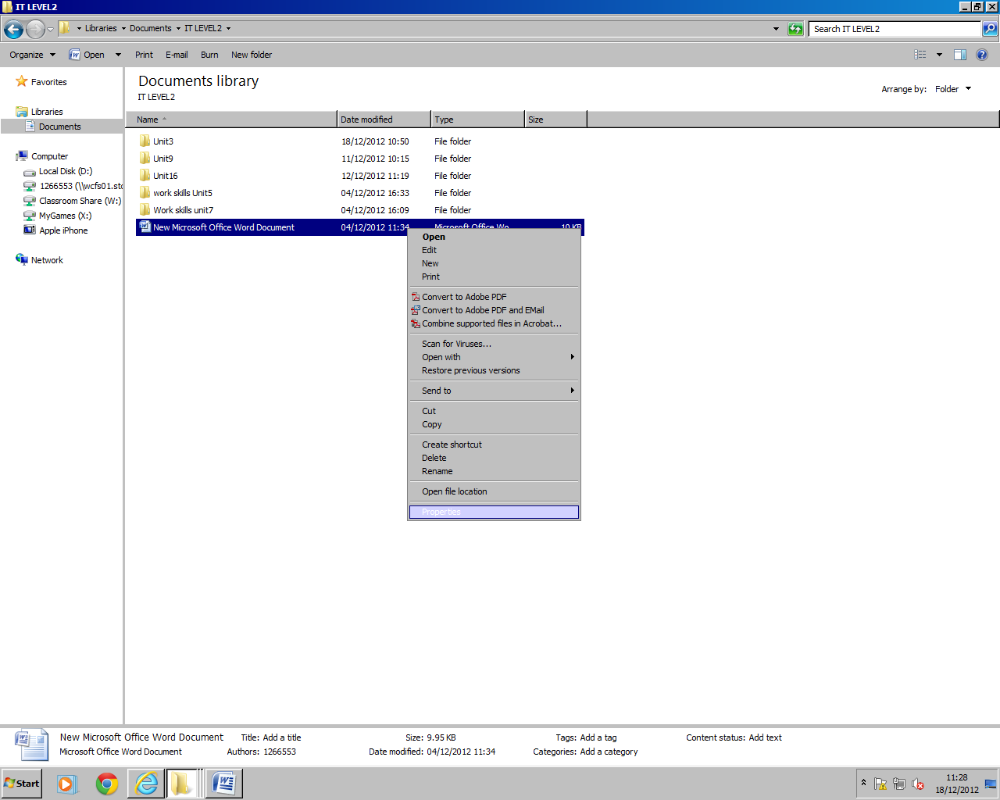 IT LEVEL2
Libraries Documents IT LEVEL2
Search IT LEVEL2
Organize Open Print E-mail Burn New folder
Favorites
Libraries
Documents
Computer
Local Disk (D:)
1266553 (\\wcfs01.stc
Classroom Share (W:)
MyGames (X:)
Apple iPhone
Network
Documents library
IT LEVEL2
Arrange by: Folder
Name Date modified Type Size
Unit3 18/12/2012 10:50 File folder
Unit9 11/12/2012 10:15 File folder
Unit16 12/12/2012 11:19 File folder
work skills Unit5 04/12/2012 16:33 File folder
Work skills unit7 04/12/2012 16:09 File folder
New Microsoft Office Word Document 04/12/2012 11:34 Microsoft Office Wo... 10 KB
Open
Edit
New
Print
Convert to Adobe PDF
Convert to Adobe PDF and EMail
Combine supported files in Acrobat...
Scan for Viruses...
Open with
Restore previous versions
Send to
Cut
Copy
Create shortcut
Delete
Rename
Open file location
Properties
New Microsoft Office Word Document Title: Add a title Size: 9.95 KB Tags: Add a tag Content status: Add text
Microsoft Office Word Document Authors: 1266553 Date modified: 04/12/2012 11:34 Categories: Add a category
Start
11:28
18/12/2012